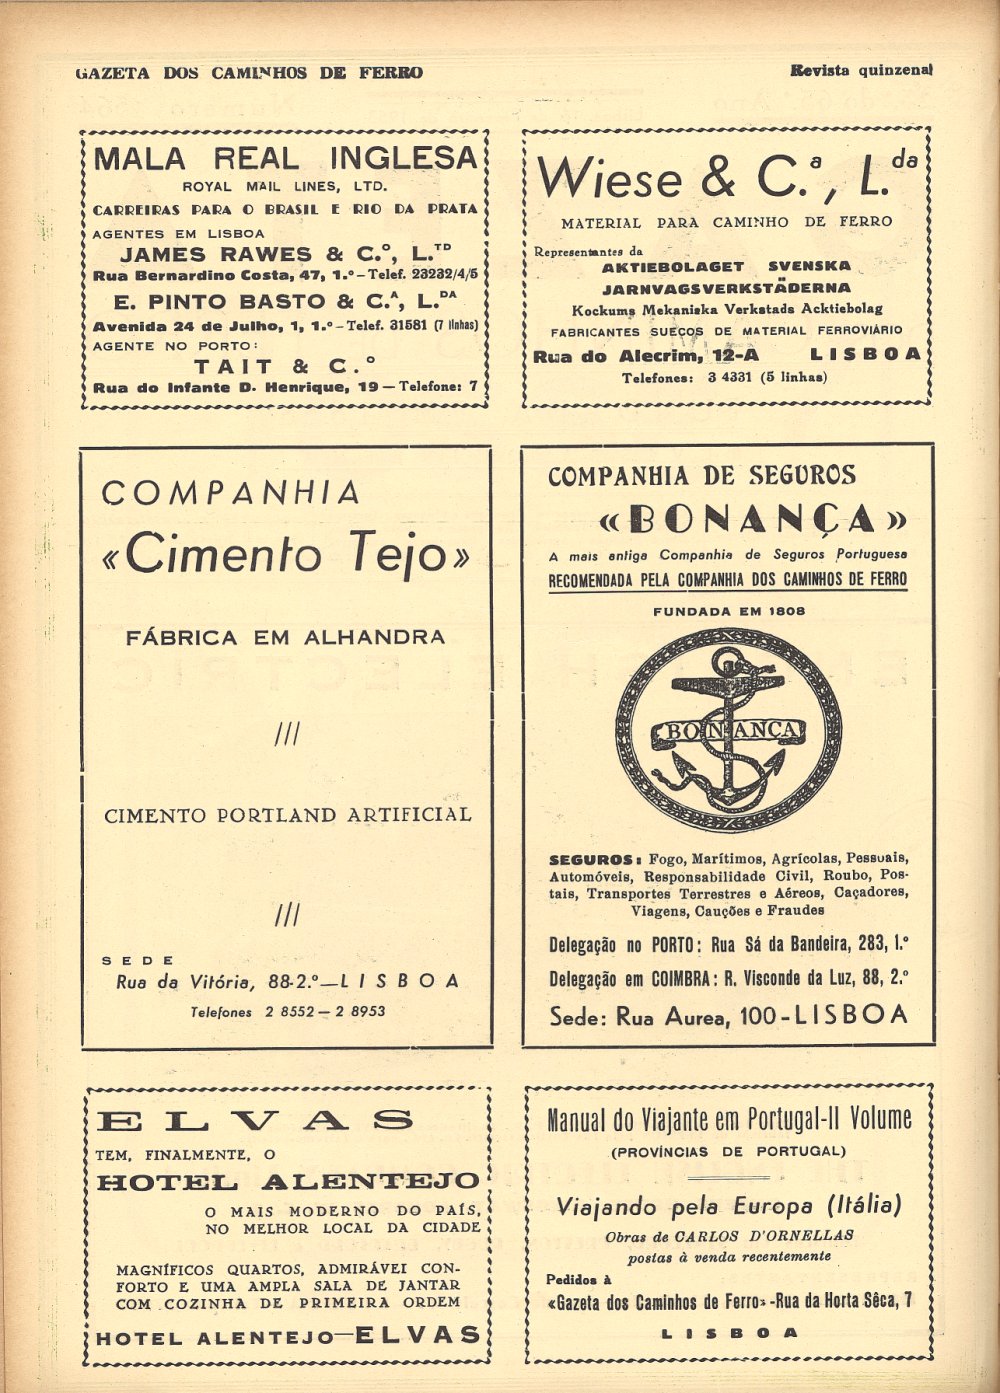 GAZETA DOS CAMINHOS DE FERRO
Revista quinzenal
MALA REAL INGLESA
ROYAL MAIL LINES, LTD.
CARREIRAS PARA O BRASIL E RIO DA PRATA
AGENTES EM LISBOA
JAMES RAWES & C.º, L.TD
Rua Bernardino Costa, 47, 1.º – Telef. 23232/4/5
E. PINTO BASTO & C.A, L.DA
Avenida 24 de Julho, 1, 1.º – Telef. 31581 (7 linhas)
AGENTE NO PORTO:
TAIT & C.º
Rua do Infante D. Henrique, 19 — Telefone: 7
Wiese & C.ª, L.da
MATERIAL PARA CAMINHO DE FERRO
Representantes da
AKTIEBOLAGET SVENSKA
JARNVAGSVERKSTÄDERNA
Kockums Mekaniska Verkstads Acktiebolag
FABRICANTES SUECOS DE MATERIAL FERROVIÁRIO
Rua do Alecrim, 12-A LISBOA
Telefones: 3 4331 (5 linhas)
COMPANHIA
«Cimento Tejo»
FÁBRICA EM ALHANDRA
///
CIMENTO PORTLAND ARTIFICIAL
///
SEDE
Rua da Vitória, 88-2.º — LISBOA
Telefones 2 8552 — 2 8953
COMPANHIA DE SEGUROS
«BONANÇA»
A mais antiga Companhia de Seguros Portuguesa
RECOMENDADA PELA COMPANHIA DOS CAMINHOS DE FERRO
FUNDADA EM 1808
BONANÇA
SEGUROS: Fogo, Marítimos, Agrícolas, Pessuais,
Automóveis, Responsabilidade Civil, Roubo, Pos-
tais, Transportes Terrestres e Aéreos, Caçadores,
Viagens, Cauções e Fraudes
Delegação no PORTO: Rua Sá da Bandeira, 283, 1.º
Delegação em COIMBRA: R. Visconde da Luz, 88, 2.º
Sede: Rua Aurea, 100 - LISBOA
ELVAS
TEM, FINALMENTE, O
HOTEL ALENTEJO
O MAIS MODERNO DO PAÍS,
NO MELHOR LOCAL DA CIDADE
MAGNÍFICOS QUARTOS, ADMIRÁVEI CON-
FORTO E UMA AMPLA SALA DE JANTAR
COM COZINHA DE PRIMEIRA ORDEM
HOTEL ALENTEJO — ELVAS
Manual do Viajante em Portugal-II Volume
(PROVÍNCIAS DE PORTUGAL)
Viajando pela Europa (Itália)
Obras de CARLOS D'ORNELLAS
postas à venda recentemente
Pedidos à
«Gazeta dos Caminhos de Ferro» - Rua da Horta Sêca, 7
LISBOA